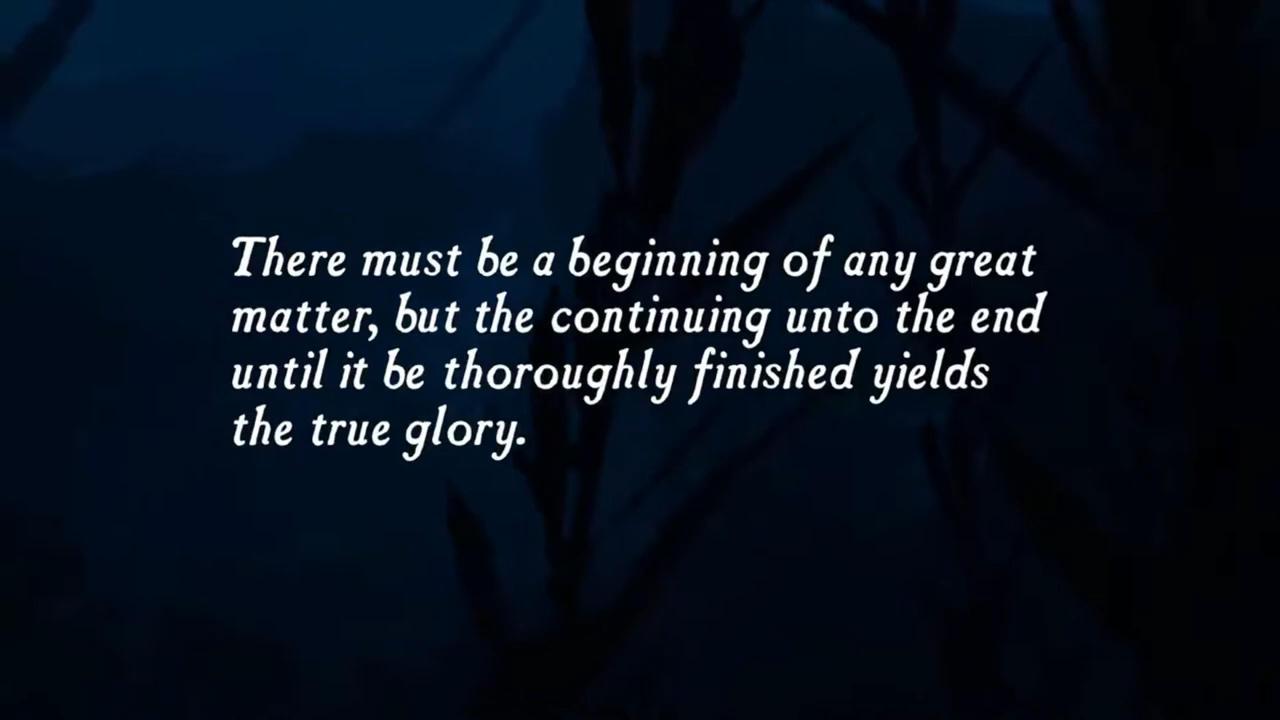 There must be a beginning of any great
matter, but the continuing unto the end
until it be thoroughly finished yields
the true glory.